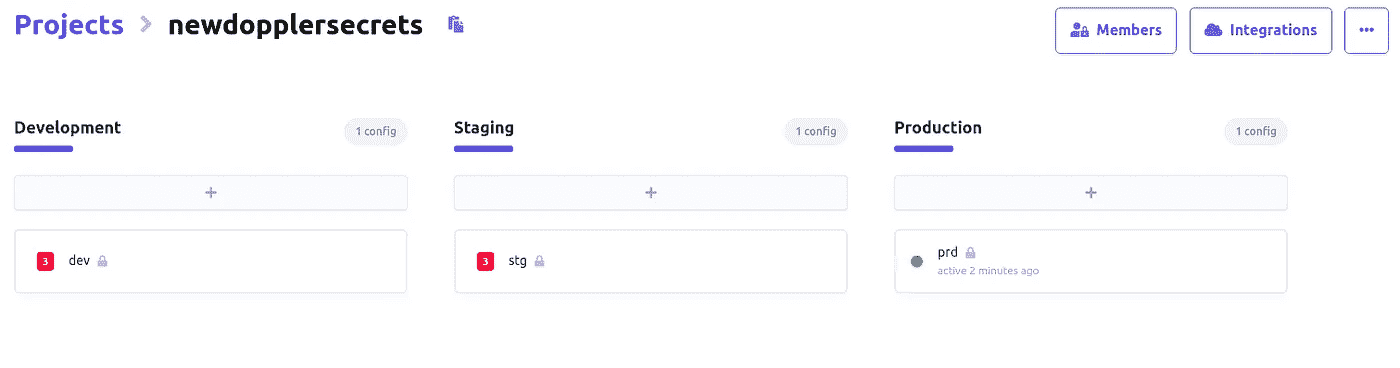 Projects > newdopplersecrets
Members
Integrations
...
Development
1 config
Staging
1 config
Production
1 config
+
+
+
3 dev
3 stg
prd
active 2 minutes ago